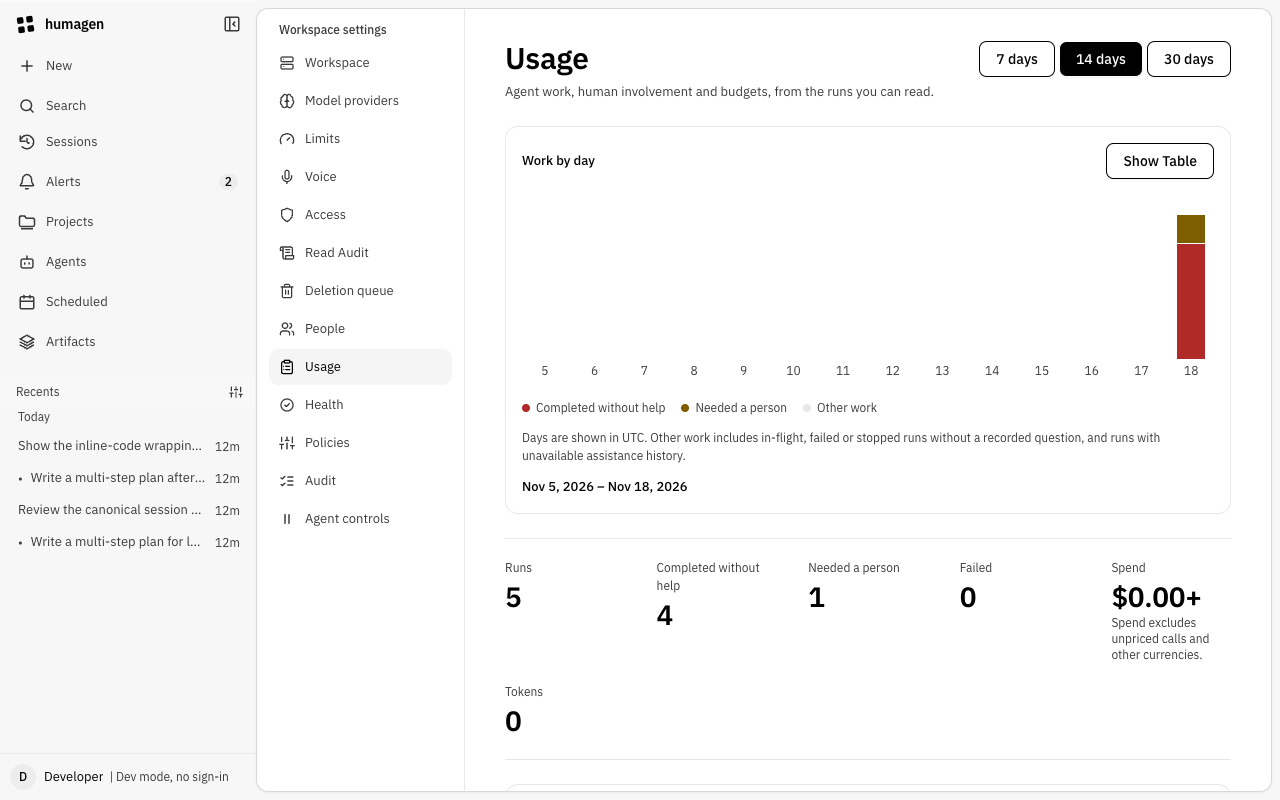 humagen
New
Search
Sessions
Alerts 2
Projects
Agents
Scheduled
Artifacts
Recents
Today
Show the inline-code wrappin... 12m
• Write a multi-step plan after... 12m
Review the canonical session ... 12m
• Write a multi-step plan for l... 12m
D Developer | Dev mode, no sign-in
Workspace settings
Workspace
Model providers
Limits
Voice
Access
Read Audit
Deletion queue
People
Usage
Health
Policies
Audit
Agent controls
Usage
7 days 14 days 30 days
Agent work, human involvement and budgets, from the runs you can read.
Work by day
Show Table
5 6 7 8 9 10 11 12 13 14 15 16 17 18
Completed without help Needed a person Other work
Days are shown in UTC. Other work includes in-flight, failed or stopped runs without a recorded question, and runs with
unavailable assistance history.
Nov 5, 2026 – Nov 18, 2026
Runs
5
Completed without
help
4
Needed a person
1
Failed
0
Spend
$0.00+
Spend excludes
unpriced calls and
other currencies.
Tokens
0